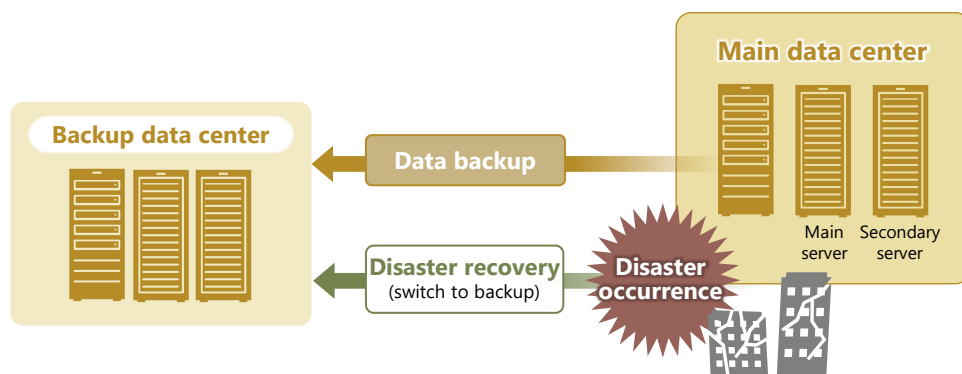 Main data center
Backup data center
Data backup
Main
server
Secondary
server
Disaster recovery
(switch to backup)
Disaster
occurrence